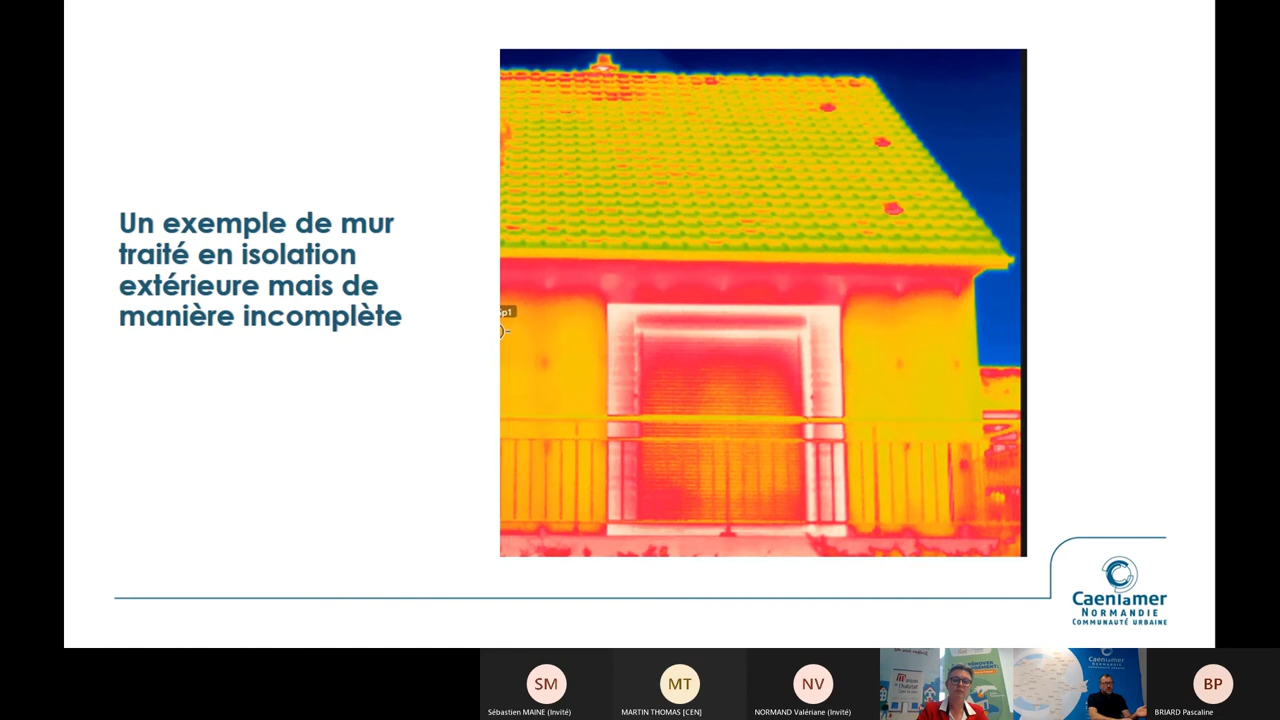 Un exemple de mur
traité en isolation
extérieure mais de
manière incomplète
Sp1
Caenlamer
NORMANDIE
COMMUNAUTÉ URBAINE
SM
MT
NV
BP
Sébastien MAINE (Invité)
MARTIN THOMAS [CEN]
NORMAND Valériane (Invité)
BRIARD Pascaline
Caenlamer